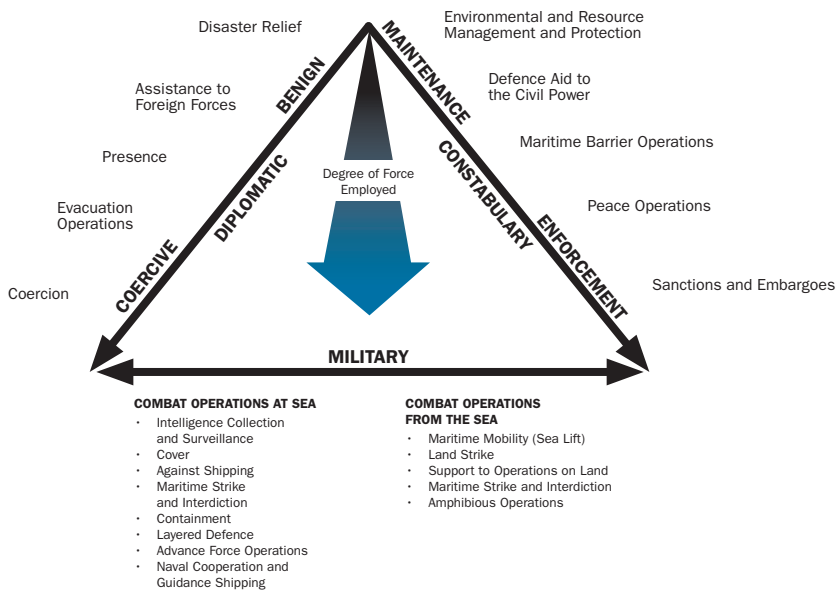 Disaster Relief
Environmental and Resource
Management and Protection
BENIGN
MAINTENANCE
Assistance to
Foreign Forces
Defence Aid to
the Civil Power
Presence
Degree of Force
Employed
Maritime Barrier Operations
DIPLOMATIC
CONSTABULARY
Evacuation
Operations
Peace Operations
COERCIVE
ENFORCEMENT
Coercion
Sanctions and Embargoes
MILITARY
COMBAT OPERATIONS AT SEA
· Intelligence Collection
and Surveillance
· Cover
· Against Shipping
· Maritime Strike
and Interdiction
· Containment
· Layered Defence
· Advance Force Operations
· Naval Cooperation and
Guidance Shipping
COMBAT OPERATIONS
FROM THE SEA
· Maritime Mobility (Sea Lift)
· Land Strike
· Support to Operations on Land
· Maritime Strike and Interdiction
· Amphibious Operations